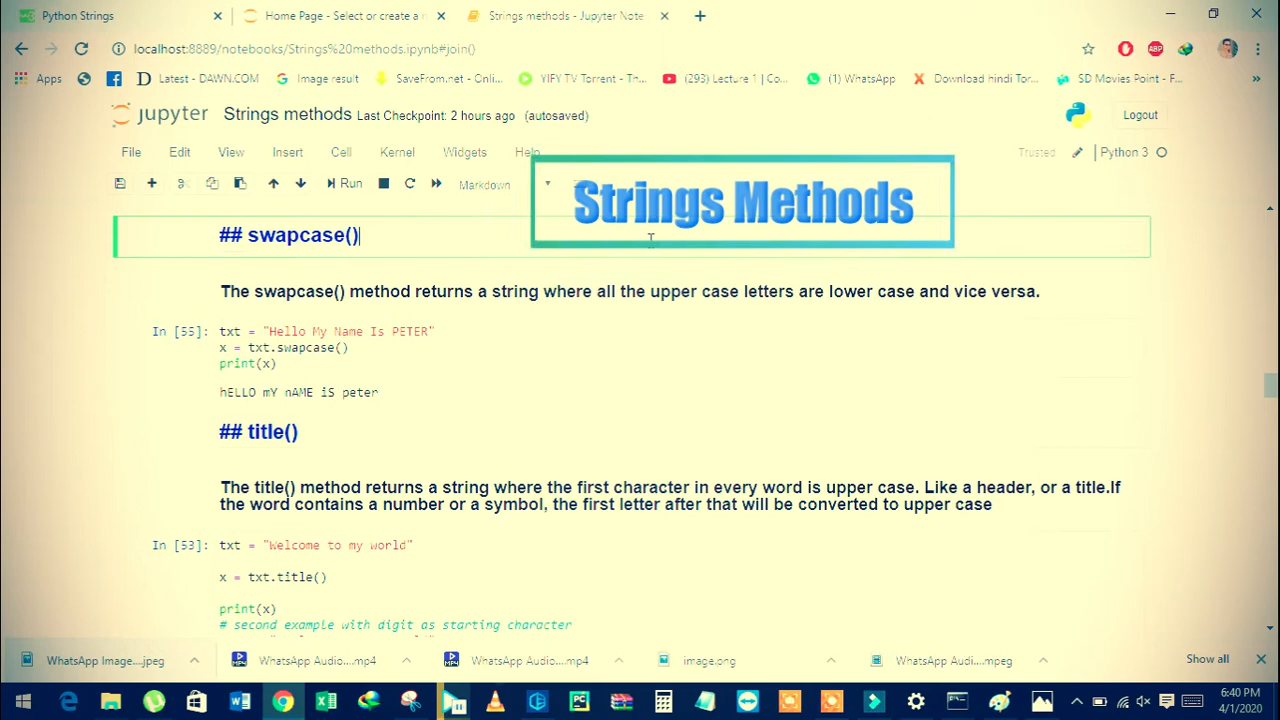 Python Strings
Home Page - Select or create a n
Strings methods - Jupyter Note
localhost:8889/notebooks/Strings%20methods.ipynb#join()
Apps
Latest - DAWN.COM
Image result
SaveFrom.net - Onli...
YIFY TV Torrent - Tn...
(293) Lecture 1 | Co...
(1) WhatsApp
Download hindi Tor...
SD Movies Point - F...
jupyter Strings methods Last Checkpoint: 2 hours ago (autosaved)
Logout
File Edit View Insert Cell Kernel Widgets Help
Trusted
Python 3
Run
Markdown
Strings Methods
## swapcase()
The swapcase() method returns a string where all the upper case letters are lower case and vice versa.
In [55]: txt = "Hello My Name Is PETER"
x = txt.swapcase()
print(x)
hELLO mY nAME iS peter
## title()
The title() method returns a string where the first character in every word is upper case. Like a header, or a title.If
the word contains a number or a symbol, the first letter after that will be converted to upper case
In [53]: txt = "Welcome to my world"
x = txt.title()
print(x)
# second example with digit as starting character
WhatsApp Image....jpeg
WhatsApp Audio....mp4
WhatsApp Audio....mp4
image.png
WhatsApp Audi....mpeg
Show all
6:40 PM
4/1/2020